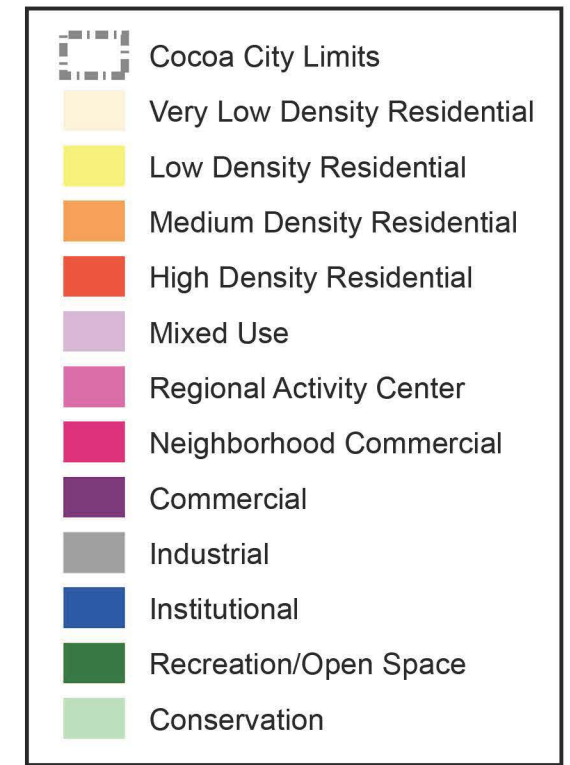 Cocoa City Limits
Very Low Density Residential
Low Density Residential
Medium Density Residential
High Density Residential
Mixed Use
Regional Activity Center
Neighborhood Commercial
Commercial
Industrial
Institutional
Recreation/Open Space
Conservation